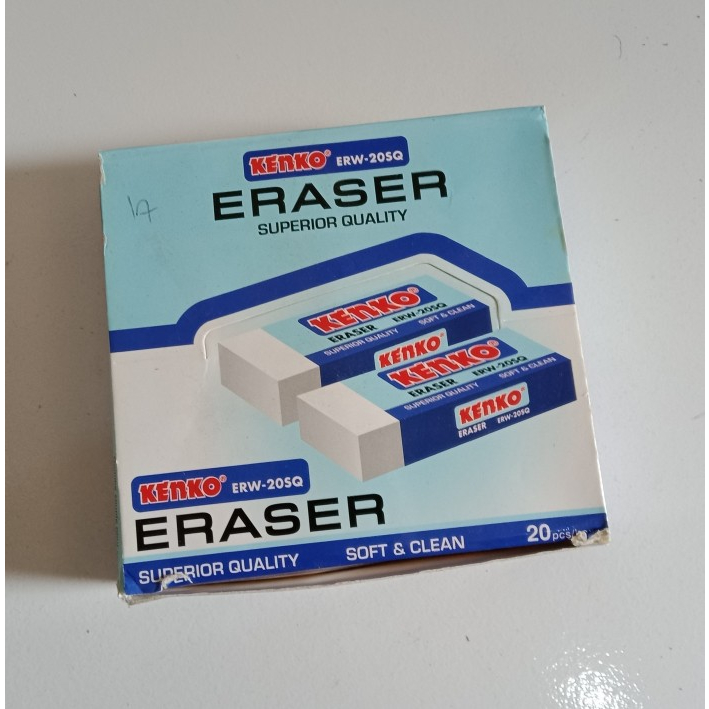 KENKO® ERW-20SQ
ERASER
SUPERIOR QUALITY
17
KENKO®
ERASER ERW-20SQ
SUPERIOR QUALITY SOFT & CLEAN
KENKO
KENKO®
ERASER ERW-20SQ
SUPERIOR QUALITY SOFT & CLEAN
KENKO
ERASER ERW-20SQ
KENKO® ERW-20SQ
ERASER
SUPERIOR QUALITY SOFT & CLEAN 20 pcs